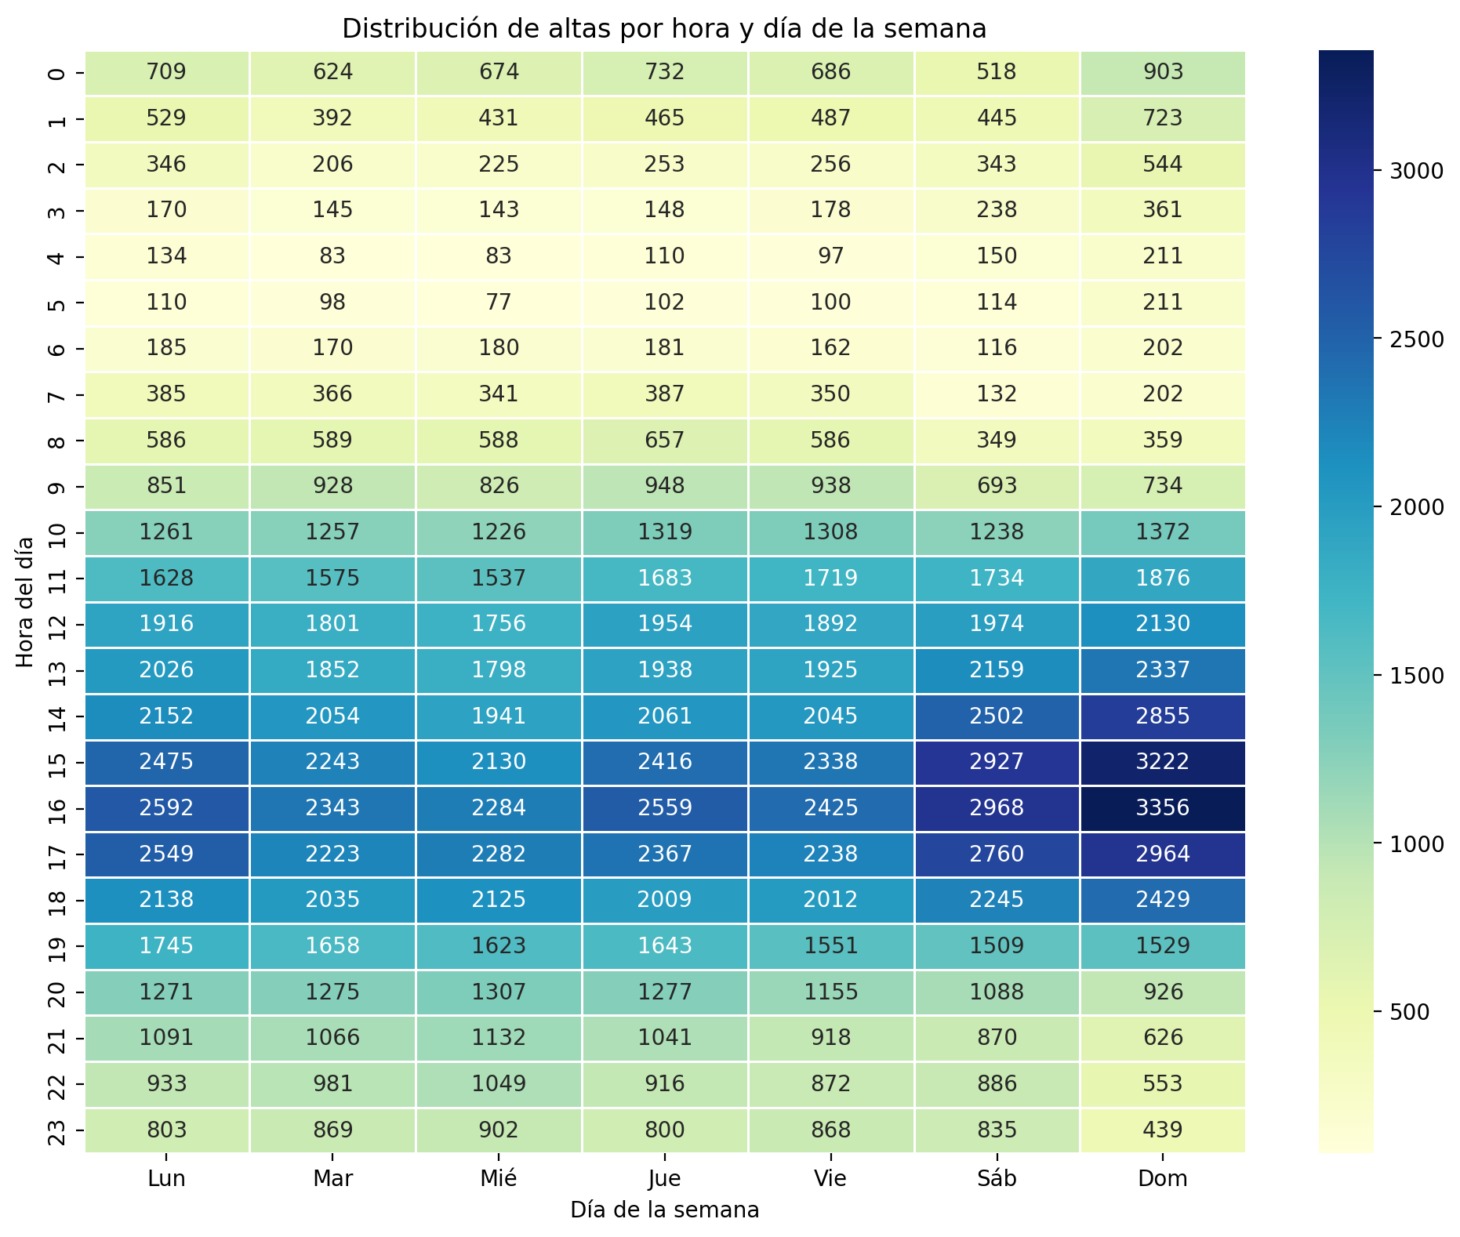 Distribución de altas por hora y día de la semana
0 709 624 674 732 686 518 903
1 529 392 431 465 487 445 723
2 346 206 225 253 256 343 544
3 170 145 143 148 178 238 361
4 134 83 83 110 97 150 211
5 110 98 77 102 100 114 211
6 185 170 180 181 162 116 202
7 385 366 341 387 350 132 202
8 586 589 588 657 586 349 359
9 851 928 826 948 938 693 734
10 1261 1257 1226 1319 1308 1238 1372
11 1628 1575 1537 1683 1719 1734 1876
12 1916 1801 1756 1954 1892 1974 2130
13 2026 1852 1798 1938 1925 2159 2337
14 2152 2054 1941 2061 2045 2502 2855
15 2475 2243 2130 2416 2338 2927 3222
16 2592 2343 2284 2559 2425 2968 3356
17 2549 2223 2282 2367 2238 2760 2964
18 2138 2035 2125 2009 2012 2245 2429
19 1745 1658 1623 1643 1551 1509 1529
20 1271 1275 1307 1277 1155 1088 926
21 1091 1066 1132 1041 918 870 626
22 933 981 1049 916 872 886 553
23 803 869 902 800 868 835 439
Lun Mar Mié Jue Vie Sáb Dom
Día de la semana
Hora del día
3000
2500
2000
1500
1000
500